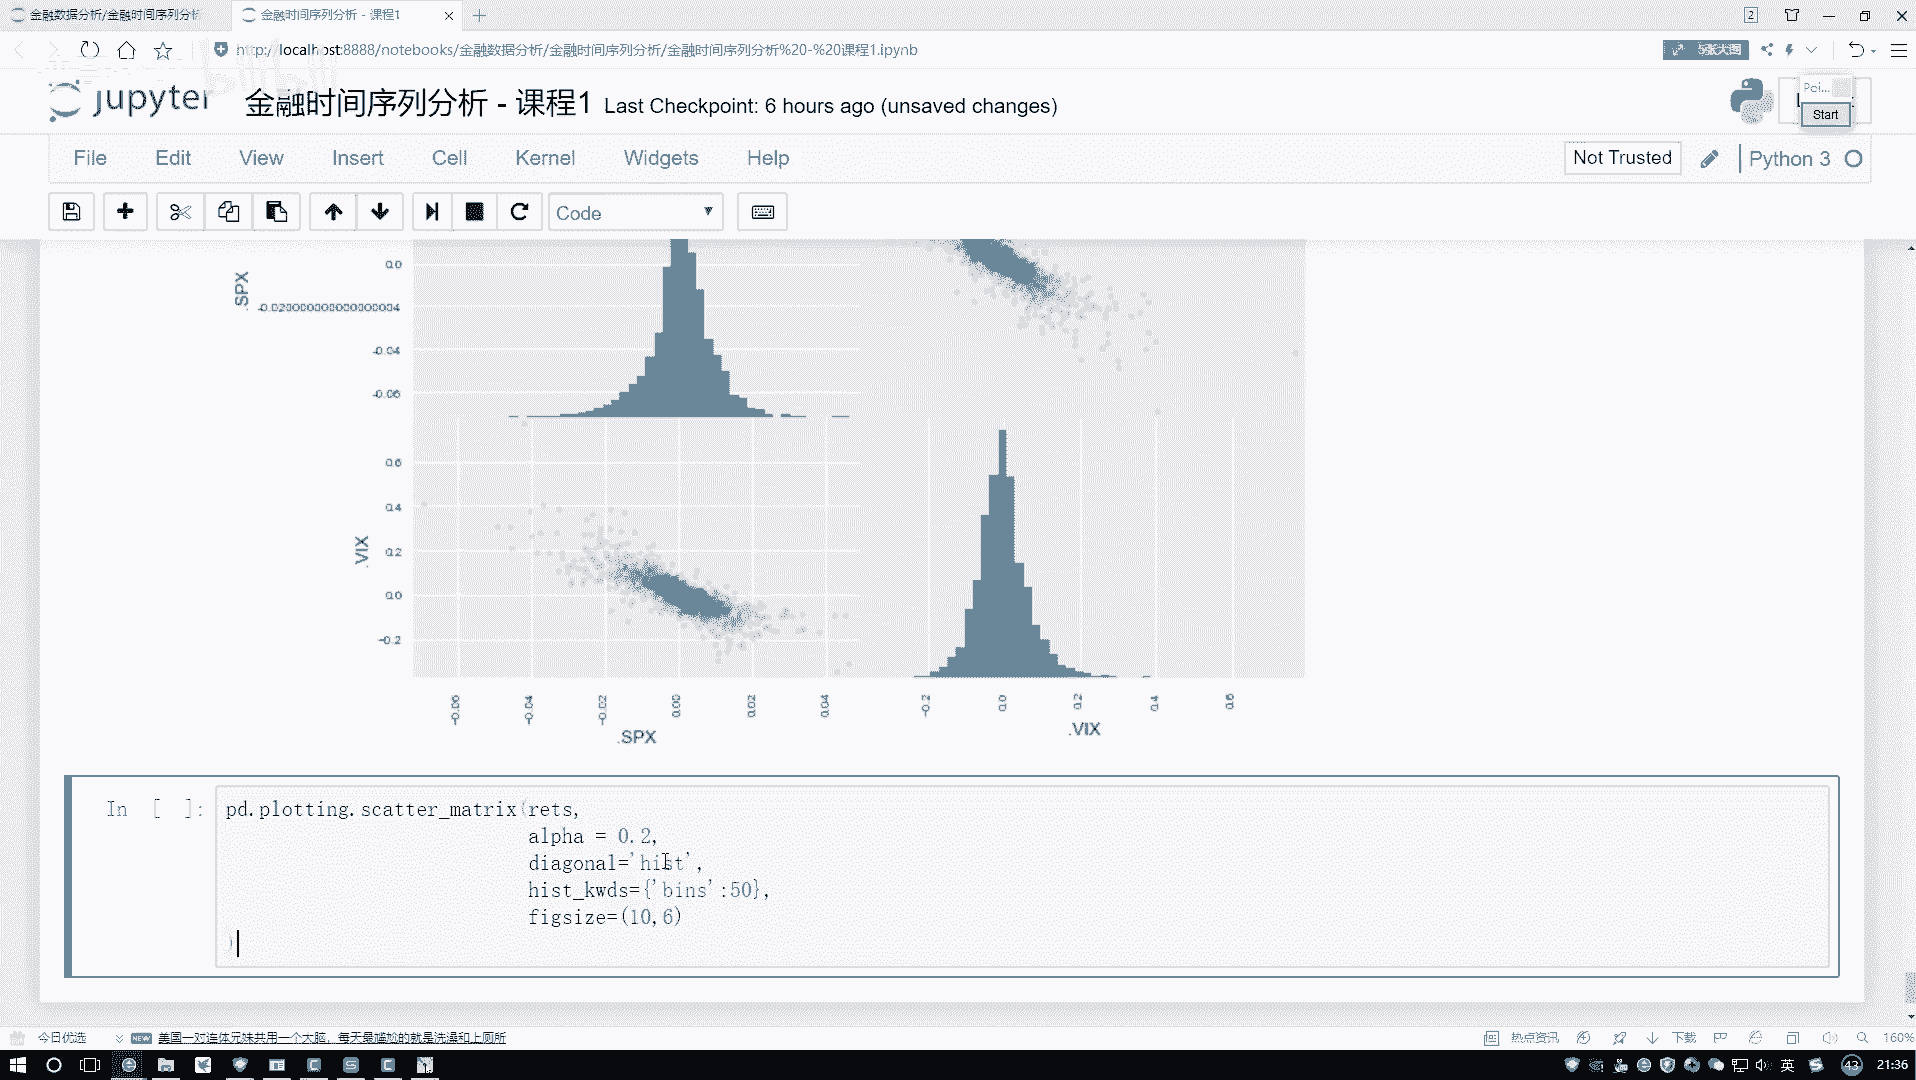 金融数据分析/金融时间序列分析
金融时间序列分析 - 课程1
2
http://localhost:8888/notebooks/金融数据分析/金融时间序列分析/金融时间序列分析%20-%20课程1.ipynb
5张大图
bilibili
jupyter
金融时间序列分析 - 课程1 Last Checkpoint: 6 hours ago (unsaved changes)
Poi...
Start
File Edit View Insert Cell Kernel Widgets Help
Not Trusted
Python 3
Code
.SPX
0.0
-0.020000000000000004
-0.04
-0.06
.VIX
0.6
0.4
0.2
0.0
-0.2
-0.06 -0.04 -0.02 0.00 0.02 0.04
-0.2 0.0 0.2 0.4 0.6
.SPX
.VIX
In [ ]:
pd.plotting.scatter_matrix(rets,
alpha = 0.2,
diagonal='hist',
hist_kwds={'bins':50},
figsize=(10,6)
)
今日优选
NEW
美国一对连体兄妹共用一个大脑，每天最尴尬的就是洗澡和上厕所
热点资讯
下载
160%
英
43
21:36